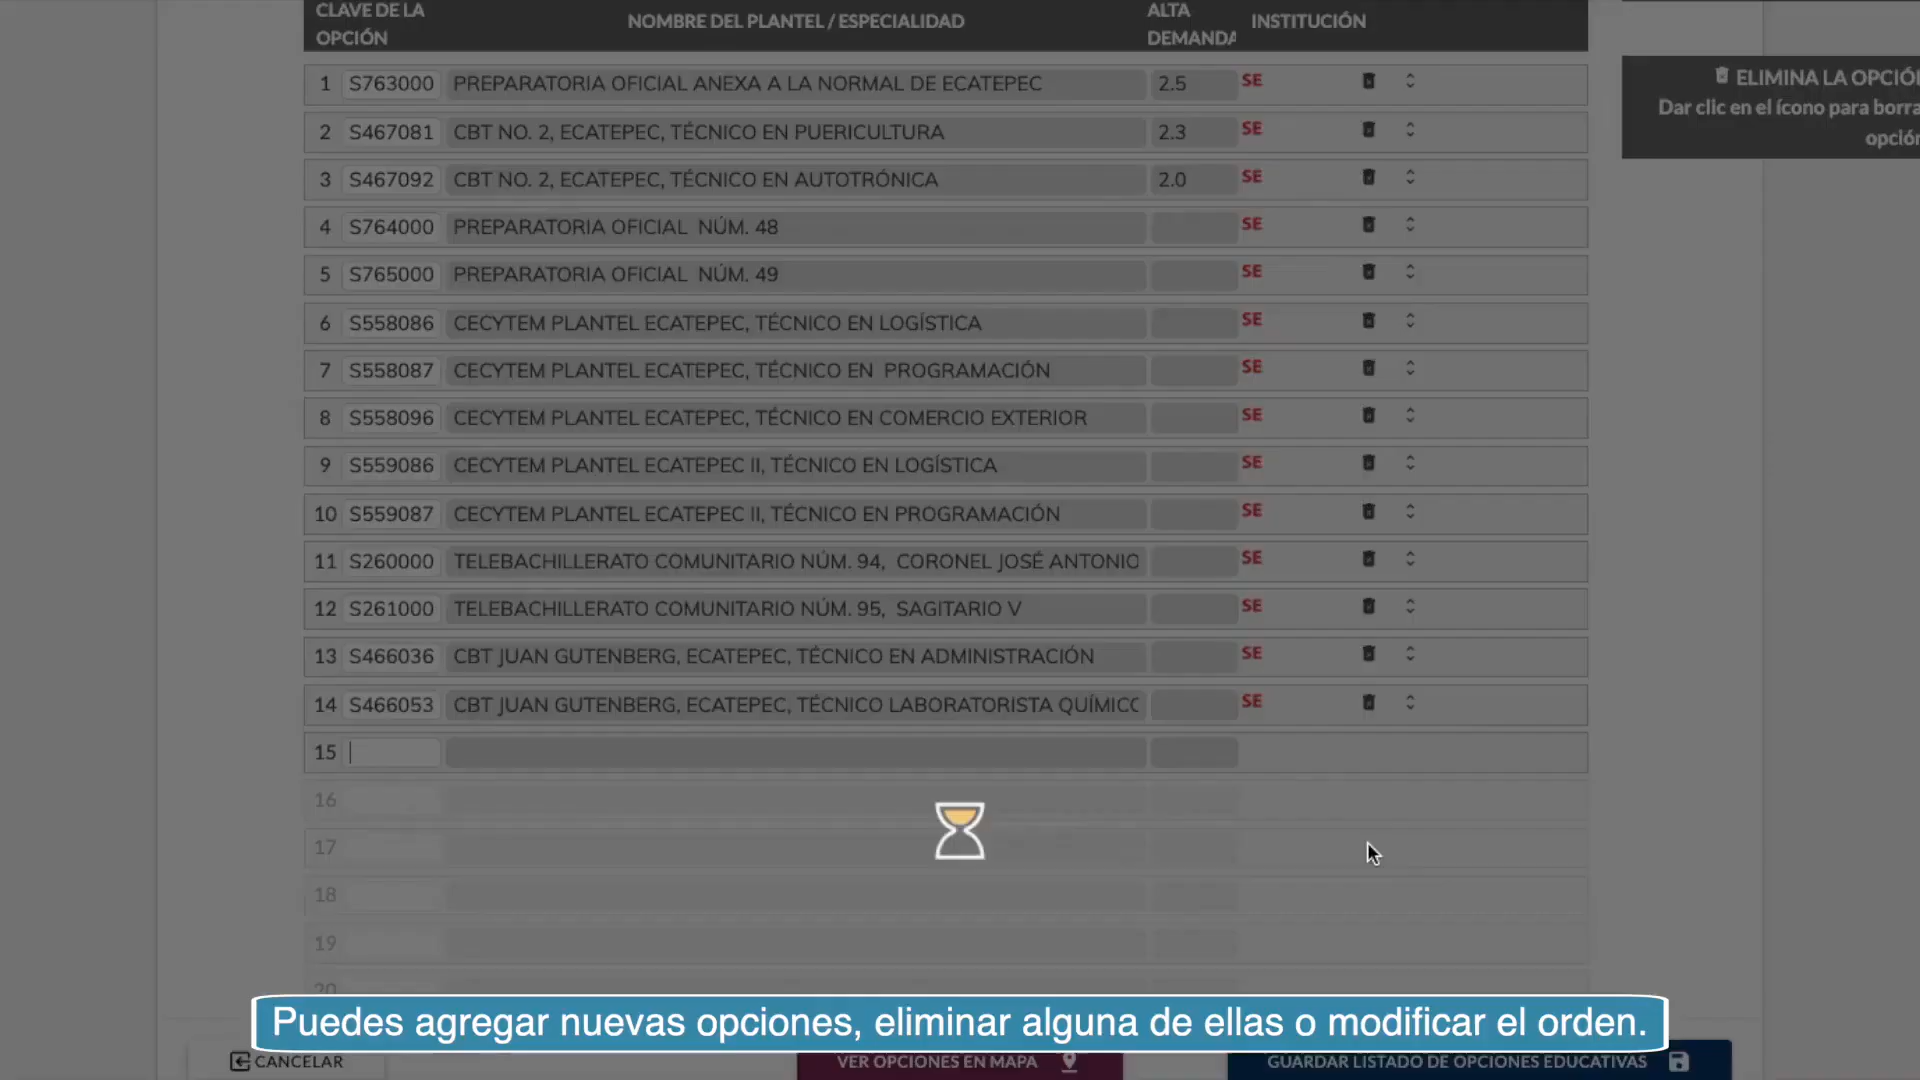 CLAVE DE LA
OPCIÓN
NOMBRE DEL PLANTEL / ESPECIALIDAD
ALTA
DEMANDA
INSTITUCIÓN
1 S763000 PREPARATORIA OFICIAL ANEXA A LA NORMAL DE ECATEPEC 2.5 SE
2 S467081 CBT NO. 2, ECATEPEC, TÉCNICO EN PUERICULTURA 2.3 SE
3 S467092 CBT NO. 2, ECATEPEC, TÉCNICO EN AUTOTRÓNICA 2.0 SE
4 S764000 PREPARATORIA OFICIAL NÚM. 48 SE
5 S765000 PREPARATORIA OFICIAL NÚM. 49 SE
6 S558086 CECYTEM PLANTEL ECATEPEC, TÉCNICO EN LOGÍSTICA SE
7 S558087 CECYTEM PLANTEL ECATEPEC, TÉCNICO EN PROGRAMACIÓN SE
8 S558096 CECYTEM PLANTEL ECATEPEC, TÉCNICO EN COMERCIO EXTERIOR SE
9 S559086 CECYTEM PLANTEL ECATEPEC II, TÉCNICO EN LOGÍSTICA SE
10 S559087 CECYTEM PLANTEL ECATEPEC II, TÉCNICO EN PROGRAMACIÓN SE
11 S260000 TELEBACHILLERATO COMUNITARIO NÚM. 94, CORONEL JOSÉ ANTONIO SE
12 S261000 TELEBACHILLERATO COMUNITARIO NÚM. 95, SAGITARIO V SE
13 S466036 CBT JUAN GUTENBERG, ECATEPEC, TÉCNICO EN ADMINISTRACIÓN SE
14 S466053 CBT JUAN GUTENBERG, ECATEPEC, TÉCNICO LABORATORISTA QUÍMICO SE
15
16
17
18
19
20
ELIMINA LA OPCIÓN
Dar clic en el ícono para borra
opción
Puedes agregar nuevas opciones, eliminar alguna de ellas o modificar el orden.
CANCELAR
VER OPCIONES EN MAPA
GUARDAR LISTADO DE OPCIONES EDUCATIVAS